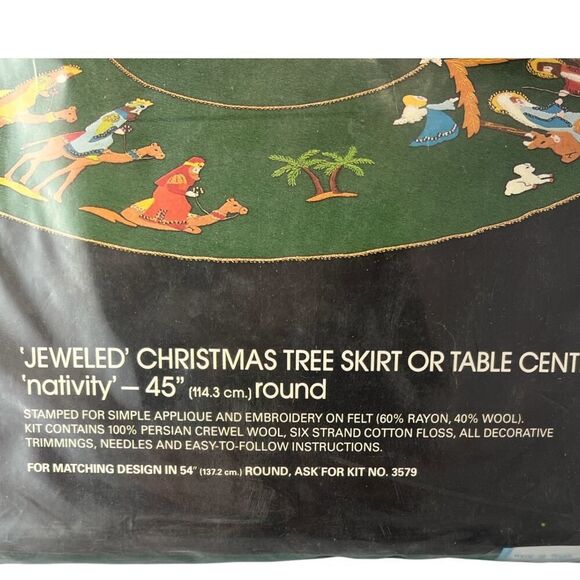 'JEWELED' CHRISTMAS TREE SKIRT OR TABLE CENT
'nativity' — 45" (114.3 cm.) round
STAMPED FOR SIMPLE APPLIQUE AND EMBROIDERY ON FELT (60% RAYON, 40% WOOL).
KIT CONTAINS 100% PERSIAN CREWEL WOOL, SIX STRAND COTTON FLOSS, ALL DECORATIVE
TRIMMINGS, NEEDLES AND EASY-TO-FOLLOW INSTRUCTIONS.
FOR MATCHING DESIGN IN 54" (137.2 cm.) ROUND, ASK FOR KIT NO. 3579